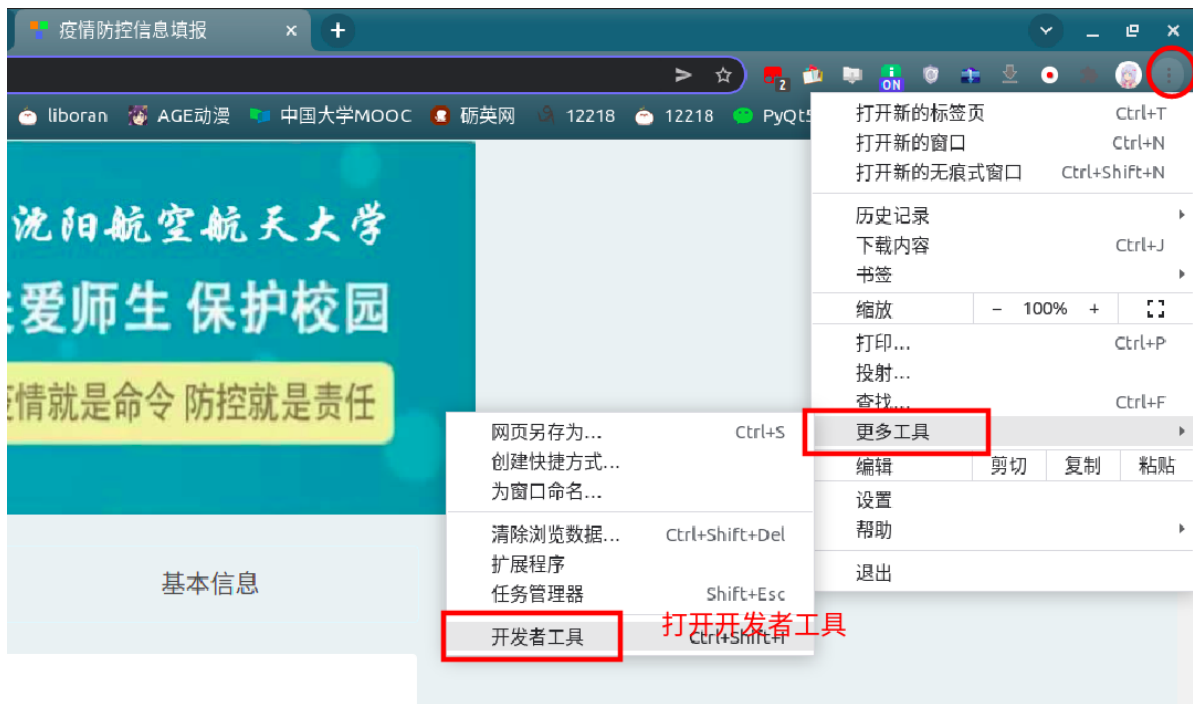 疫情防控信息填报
2
ON
liboran AGE动漫 中国大学MOOC 砺英网 12218 12218 PyQt5
打开新的标签页 Ctrl+T
打开新的窗口 Ctrl+N
打开新的无痕式窗口 Ctrl+Shift+N
历史记录
下载内容 Ctrl+J
书签
缩放 - 100% +
打印... Ctrl+P
投射...
查找... Ctrl+F
更多工具
编辑 剪切 复制 粘贴
设置
帮助
退出
沈阳航空航天大学
爱师生 保护校园
情就是命令 防控就是责任
网页另存为... Ctrl+S
创建快捷方式...
为窗口命名...
清除浏览数据... Ctrl+Shift+Del
扩展程序
任务管理器 Shift+Esc
开发者工具 Ctrl+Shift+I
打开开发者工具
基本信息